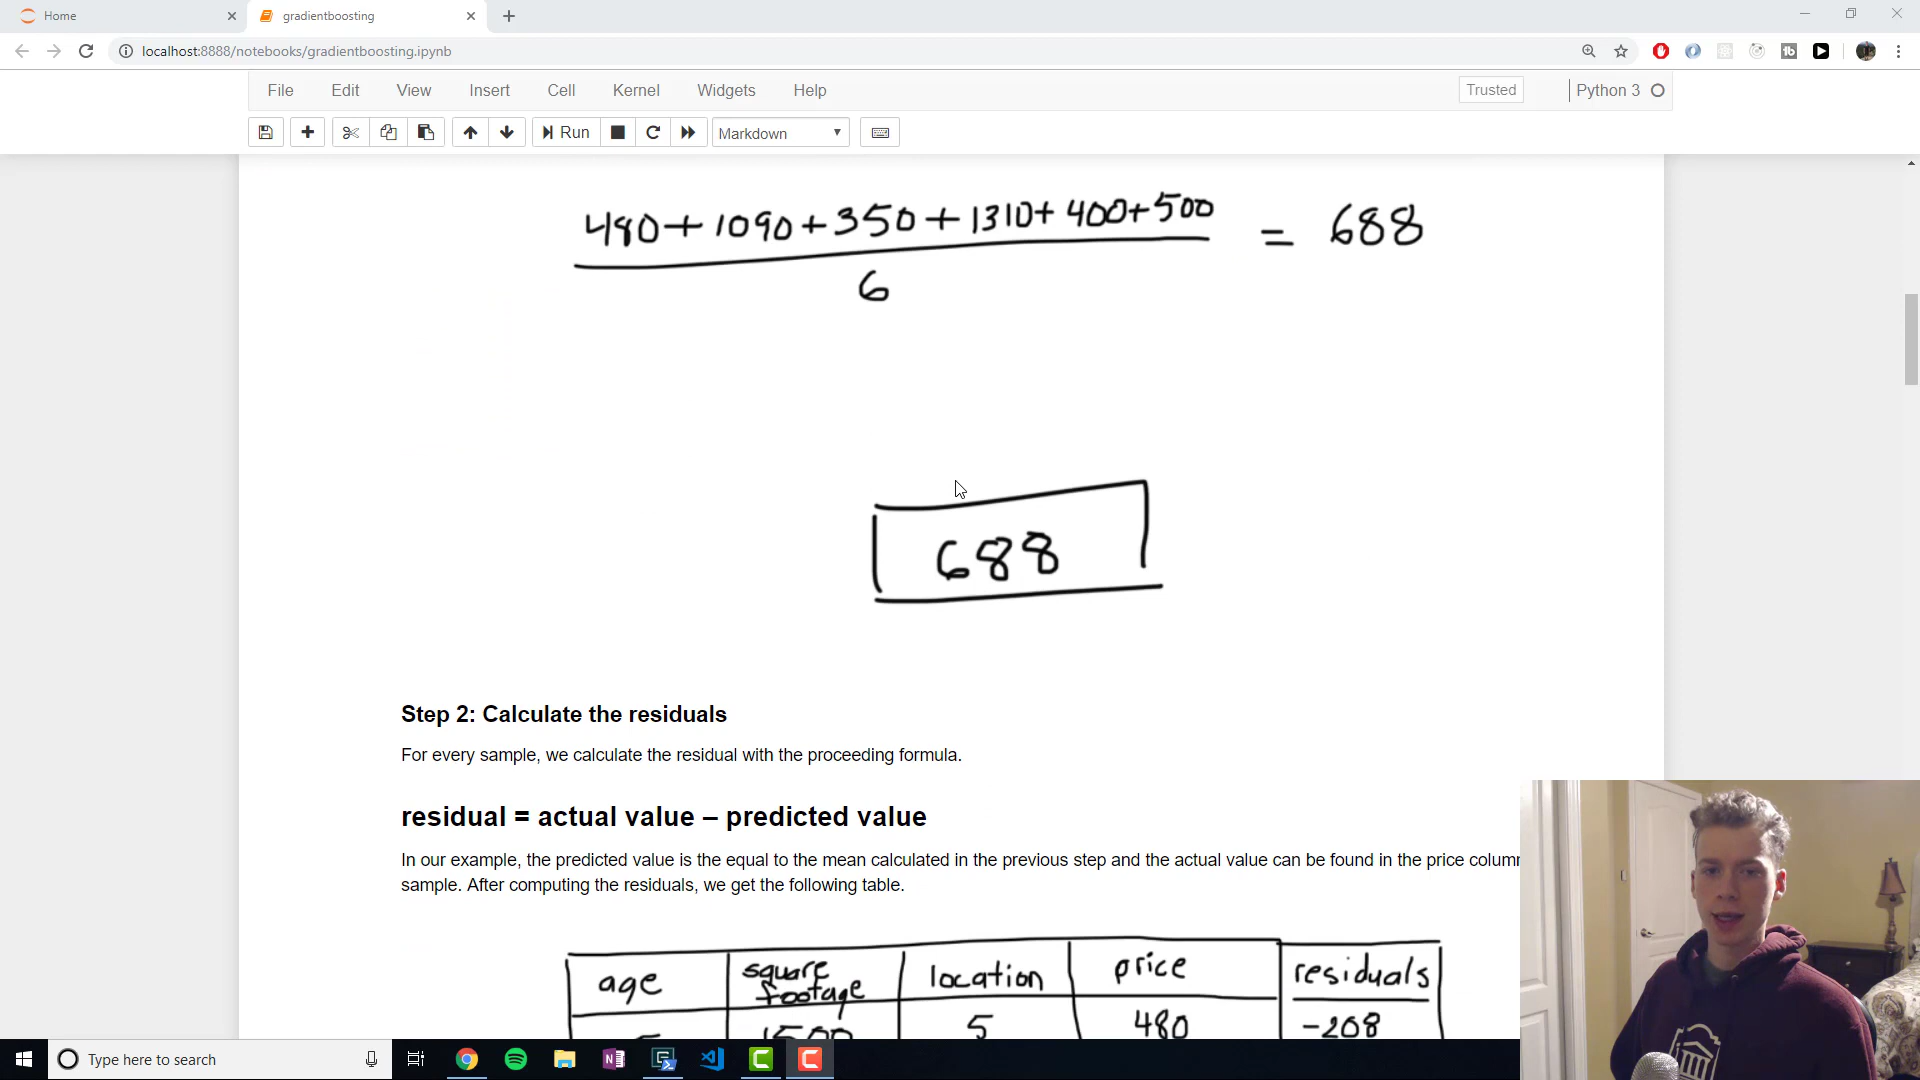 Home
gradientboosting
localhost:8888/notebooks/gradientboosting.ipynb
File Edit View Insert Cell Kernel Widgets Help Trusted Python 3
Run Markdown
480+1090+350+1310+400+500 = 688
6
688
Step 2: Calculate the residuals
For every sample, we calculate the residual with the proceeding formula.
residual = actual value – predicted value
In our example, the predicted value is the equal to the mean calculated in the previous step and the actual value can be found in the price column
sample. After computing the residuals, we get the following table.
age square footage location price residuals
1500 5 480 -208
Type here to search